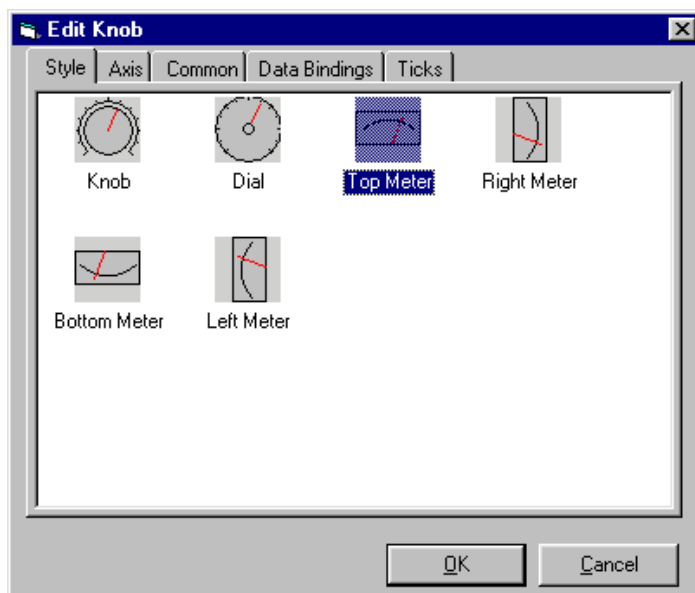 Edit Knob
Style Axis Common Data Bindings Ticks
Knob Dial Top Meter Right Meter
Bottom Meter Left Meter
OK Cancel